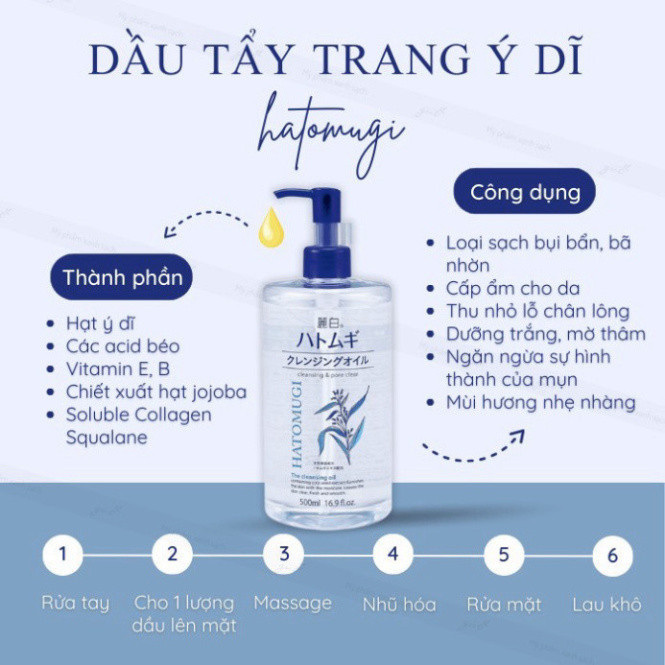 DẦU TẨY TRANG Ý DĨ
hatomugi
Thành phần
Hạt ý dĩ
Các acid béo
Vitamin E, B
Chiết xuất hạt jojoba
Soluble Collagen
Squalane
Công dụng
Loại sạch bụi bẩn, bã
nhờn
Cấp ẩm cho da
Thu nhỏ lỗ chân lông
Dưỡng trắng, mờ thâm
Ngăn ngừa sự hình
thành của mụn
Mùi hương nhẹ nhàng
麗白®
ハトムギ
クレンジングオイル
cleansing & pore clear
HATOMUGI
The cleansing oil
500ml 16.9fl.oz
1
Rửa tay
2
Cho 1 lượng
dầu lên mặt
3
Massage
4
Nhũ hóa
5
Rửa mặt
6
Lau khô